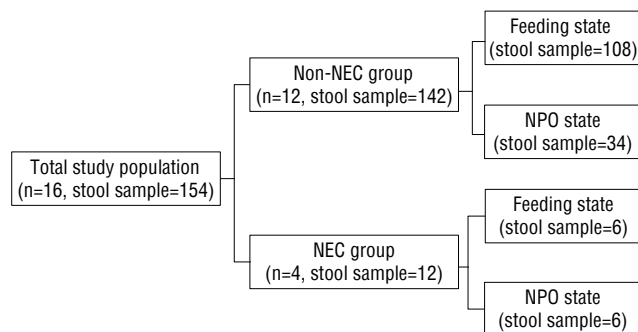 Total study population
(n=16, stool sample=154)
Non-NEC group
(n=12, stool sample=142)
Feeding state
(stool sample=108)
NPO state
(stool sample=34)
NEC group
(n=4, stool sample=12)
Feeding state
(stool sample=6)
NPO state
(stool sample=6)